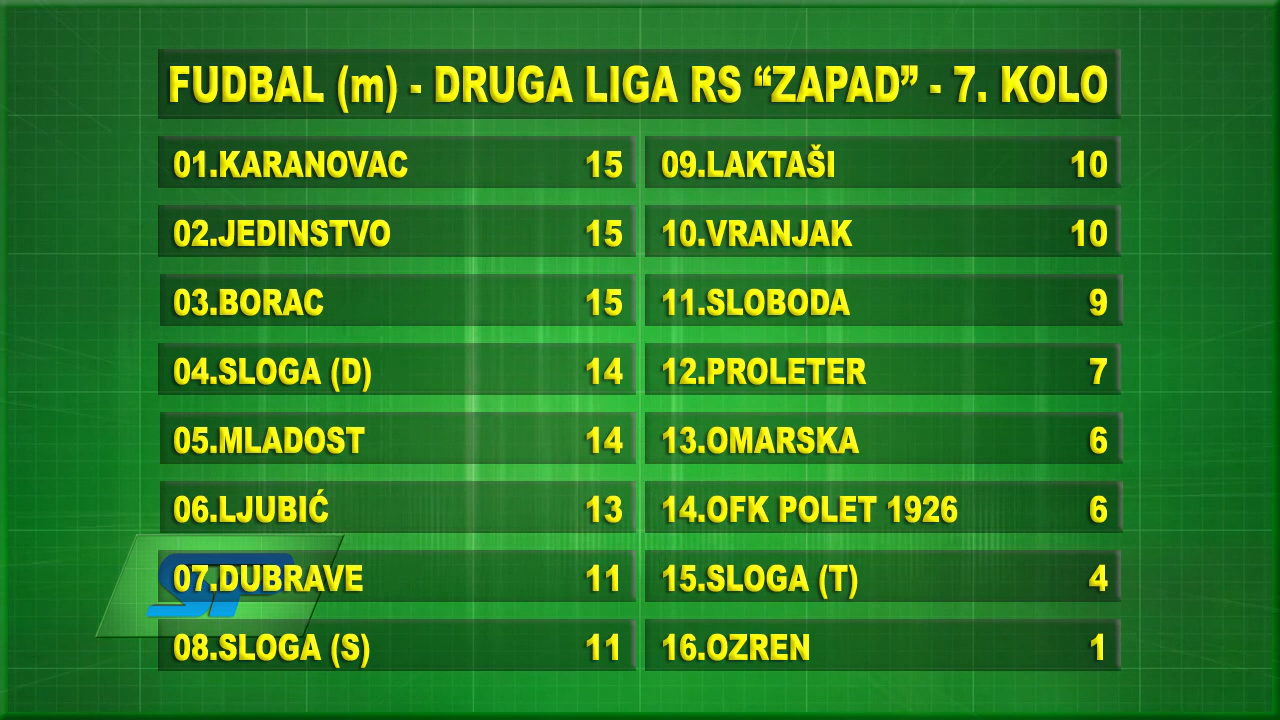 FUDBAL (m) - DRUGA LIGA RS “ZAPAD” - 7. KOLO
01.KARANOVAC 15
02.JEDINSTVO 15
03.BORAC 15
04.SLOGA (D) 14
05.MLADOST 14
06.LJUBIĆ 13
07.DUBRAVE 11
08.SLOGA (S) 11
09.LAKTAŠI 10
10.VRANJAK 10
11.SLOBODA 9
12.PROLETER 7
13.OMARSKA 6
14.OFK POLET 1926 6
15.SLOGA (T) 4
16.OZREN 1